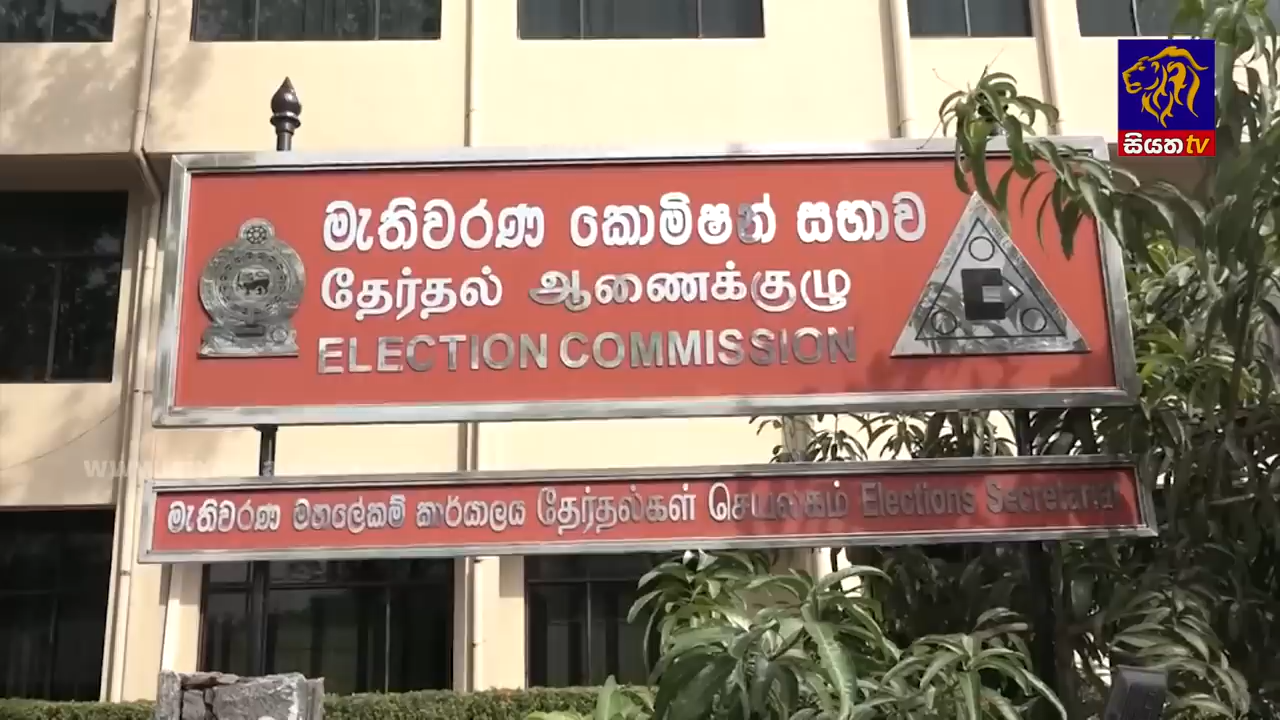 සියත tv
මැතිවරණ කොමිෂන් සභාව
தேர்தல் ஆணைக்குழு
ELECTION COMMISSION
මැතිවරණ මහලේකම් කාර්යාලය தேர்தல்கள் செயலகம் Elections Secretariat